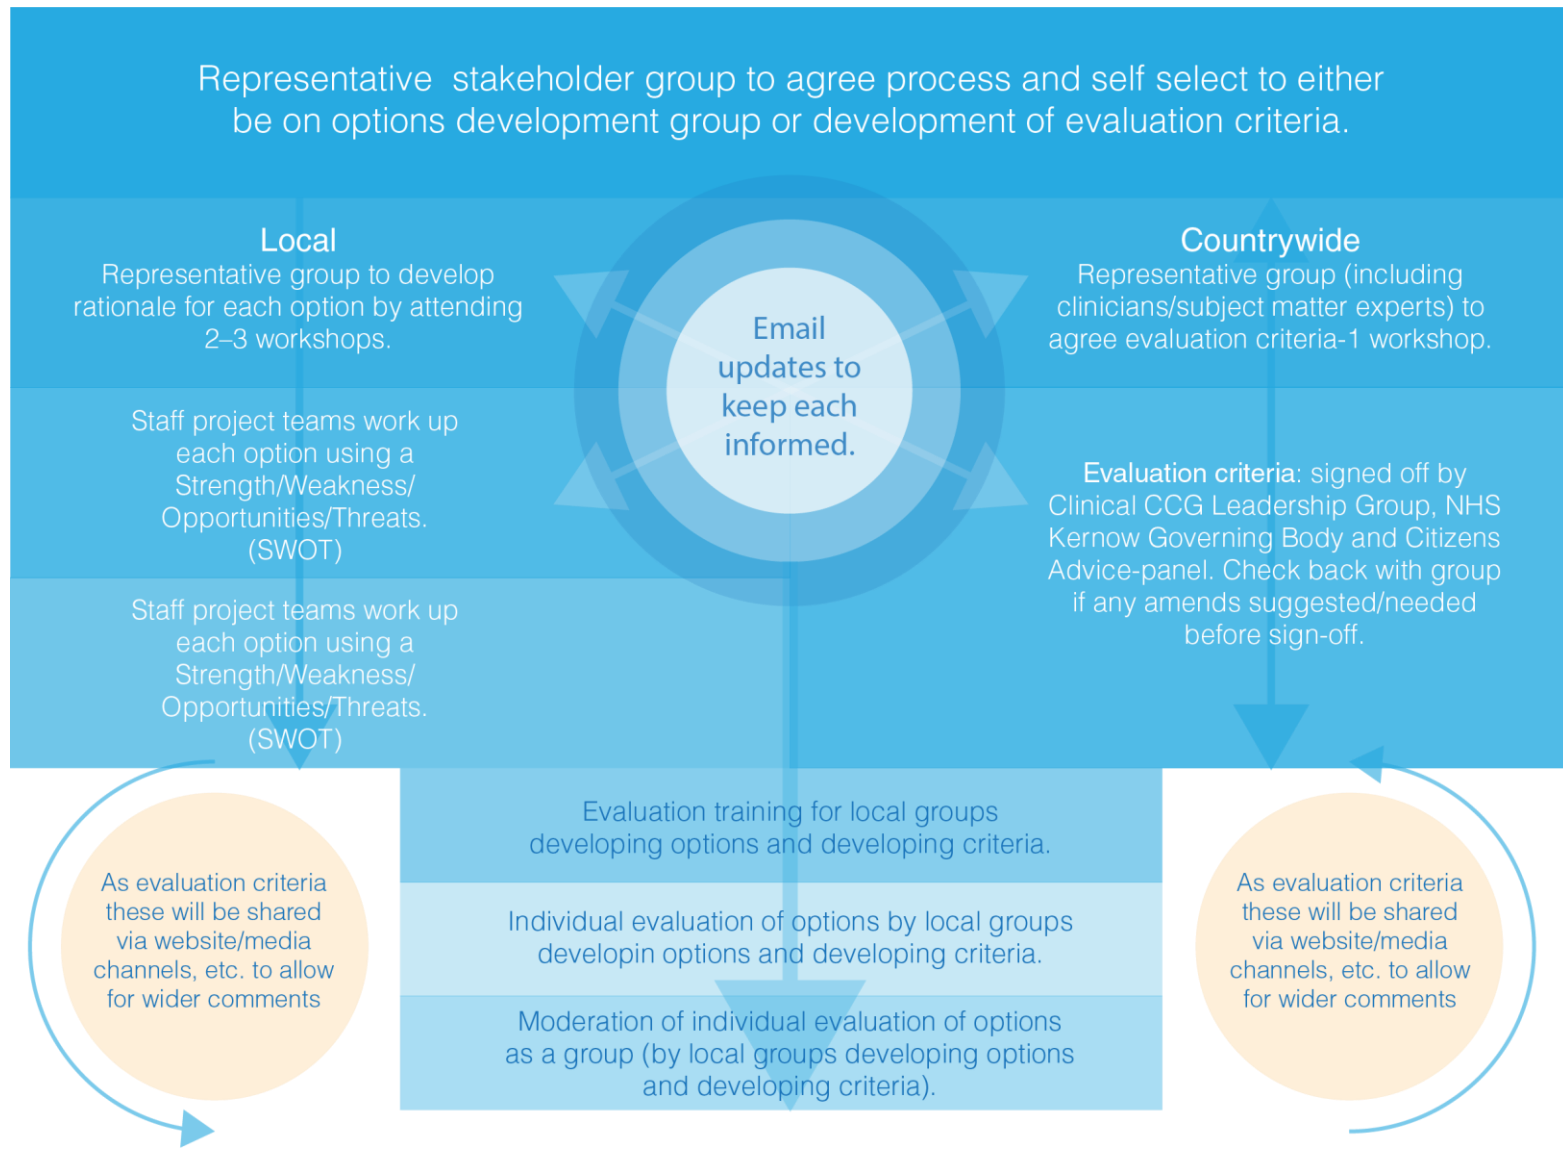 Representative stakeholder group to agree process and self select to either
be on options development group or development of evaluation criteria.
Local
Representative group to develop
rationale for each option by attending
2–3 workshops.
Staff project teams work up
each option using a
Strength/Weakness/
Opportunities/Threats.
(SWOT)
Staff project teams work up
each option using a
Strength/Weakness/
Opportunities/Threats.
(SWOT)
Email
updates to
keep each
informed.
Countrywide
Representative group (including
clinicians/subject matter experts) to
agree evaluation criteria-1 workshop.
Evaluation criteria: signed off by
Clinical CCG Leadership Group, NHS
Kernow Governing Body and Citizens
Advice-panel. Check back with group
if any amends suggested/needed
before sign-off.
As evaluation criteria
these will be shared
via website/media
channels, etc. to allow
for wider comments
Evaluation training for local groups
developing options and developing criteria.
Individual evaluation of options by local groups
developin options and developing criteria.
Moderation of individual evaluation of options
as a group (by local groups developing options
and developing criteria).
As evaluation criteria
these will be shared
via website/media
channels, etc. to allow
for wider comments